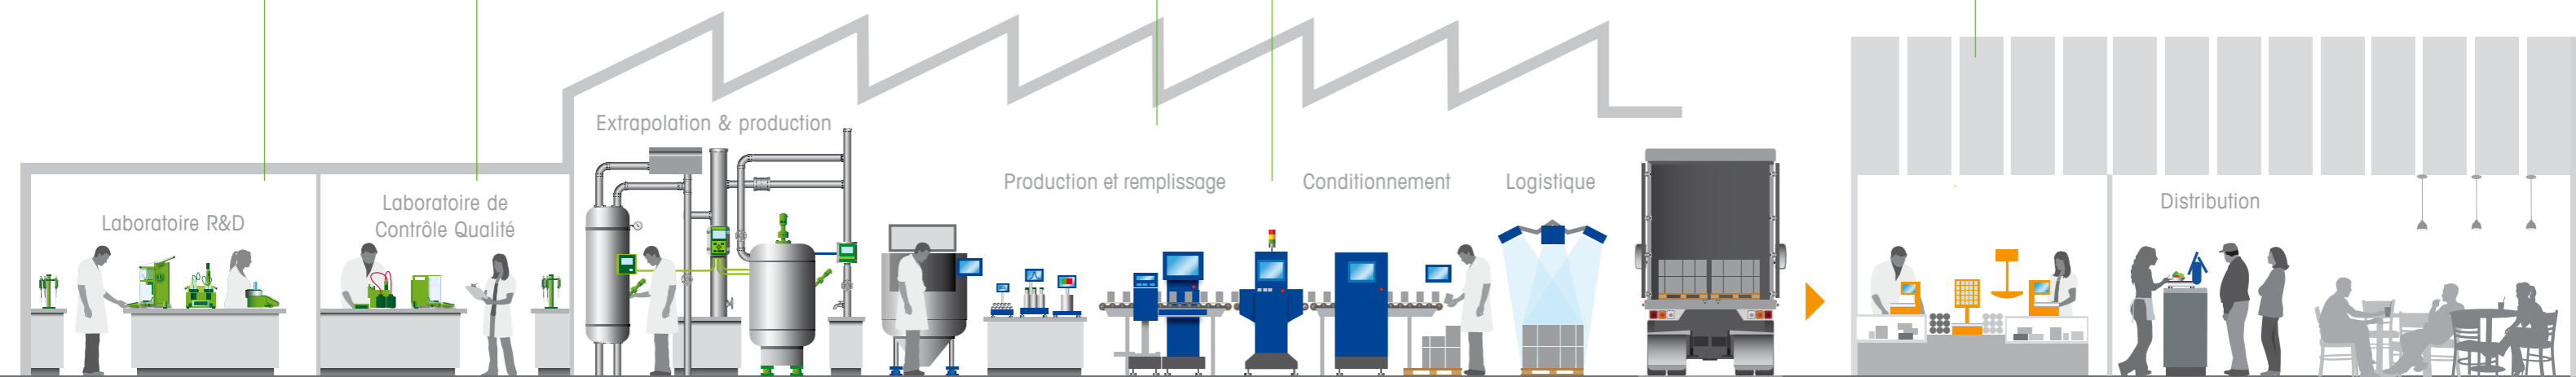 Extrapolation & production
Production et remplissage
Conditionnement
Logistique
Laboratoire de
Contrôle Qualité
Laboratoire R&D
Distribution